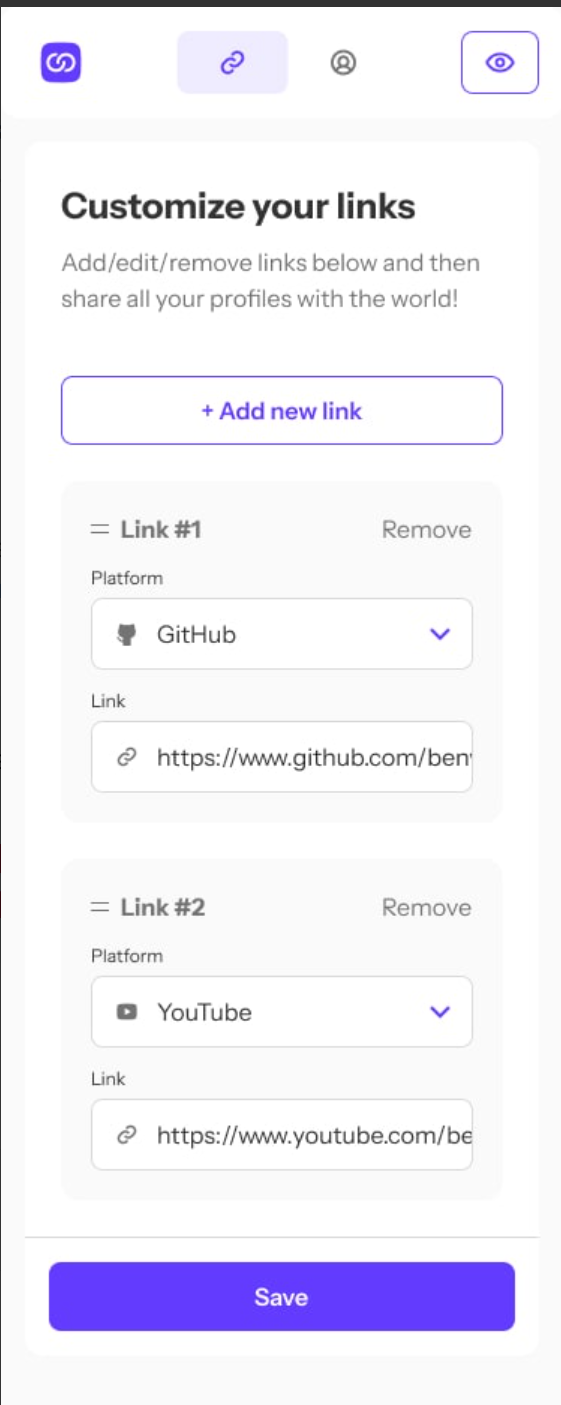 Customize your links
Add/edit/remove links below and then
share all your profiles with the world!
+ Add new link
Link #1 Remove
Platform
GitHub
Link
https://www.github.com/ben
Link #2 Remove
Platform
YouTube
Link
https://www.youtube.com/be
Save